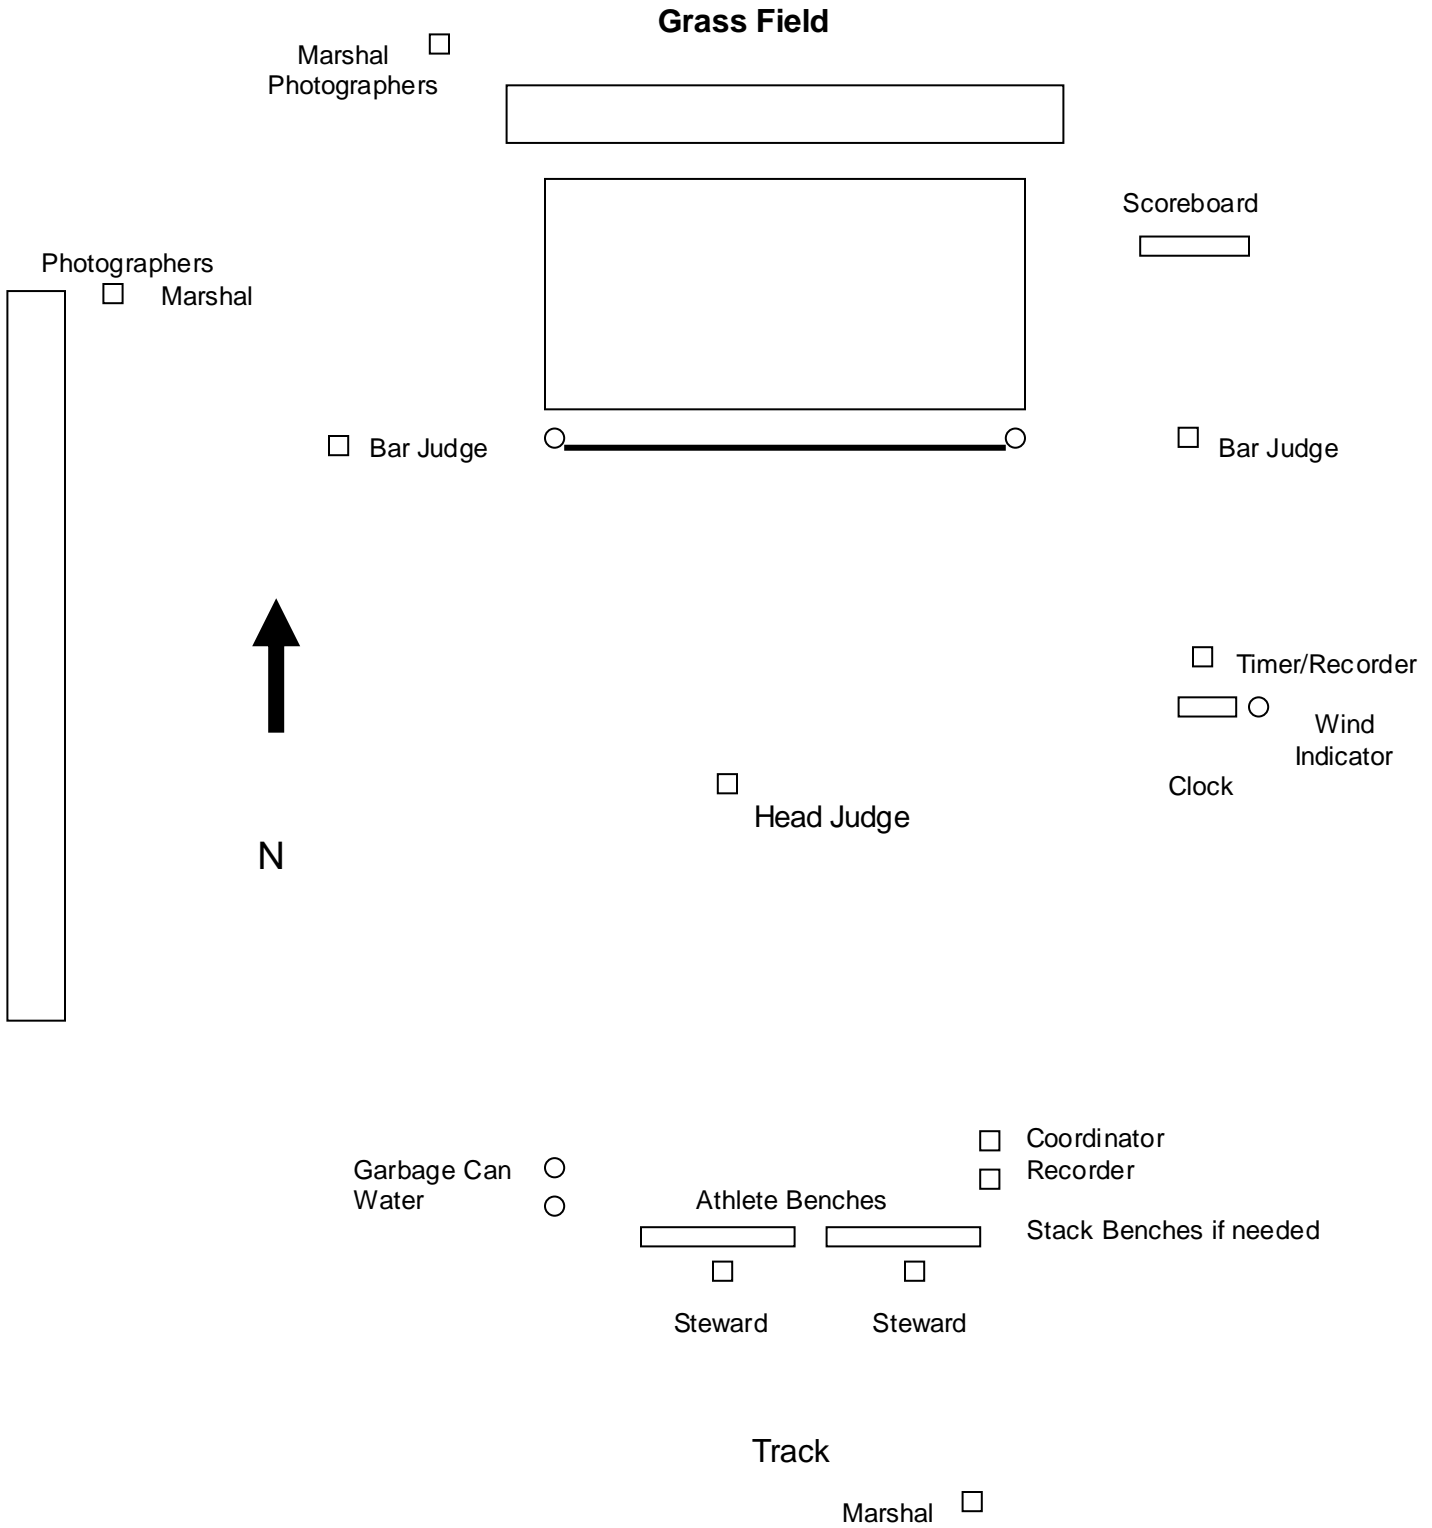 Grass Field
Marshal
Photographers
Scoreboard
Photographers
Marshal
Bar Judge
Bar Judge
Timer/Recorder
Wind
Indicator
Clock
Head Judge
N
Coordinator
Garbage Can
Recorder
Water
Athlete Benches
Stack Benches if needed
Steward
Steward
Track
Marshal